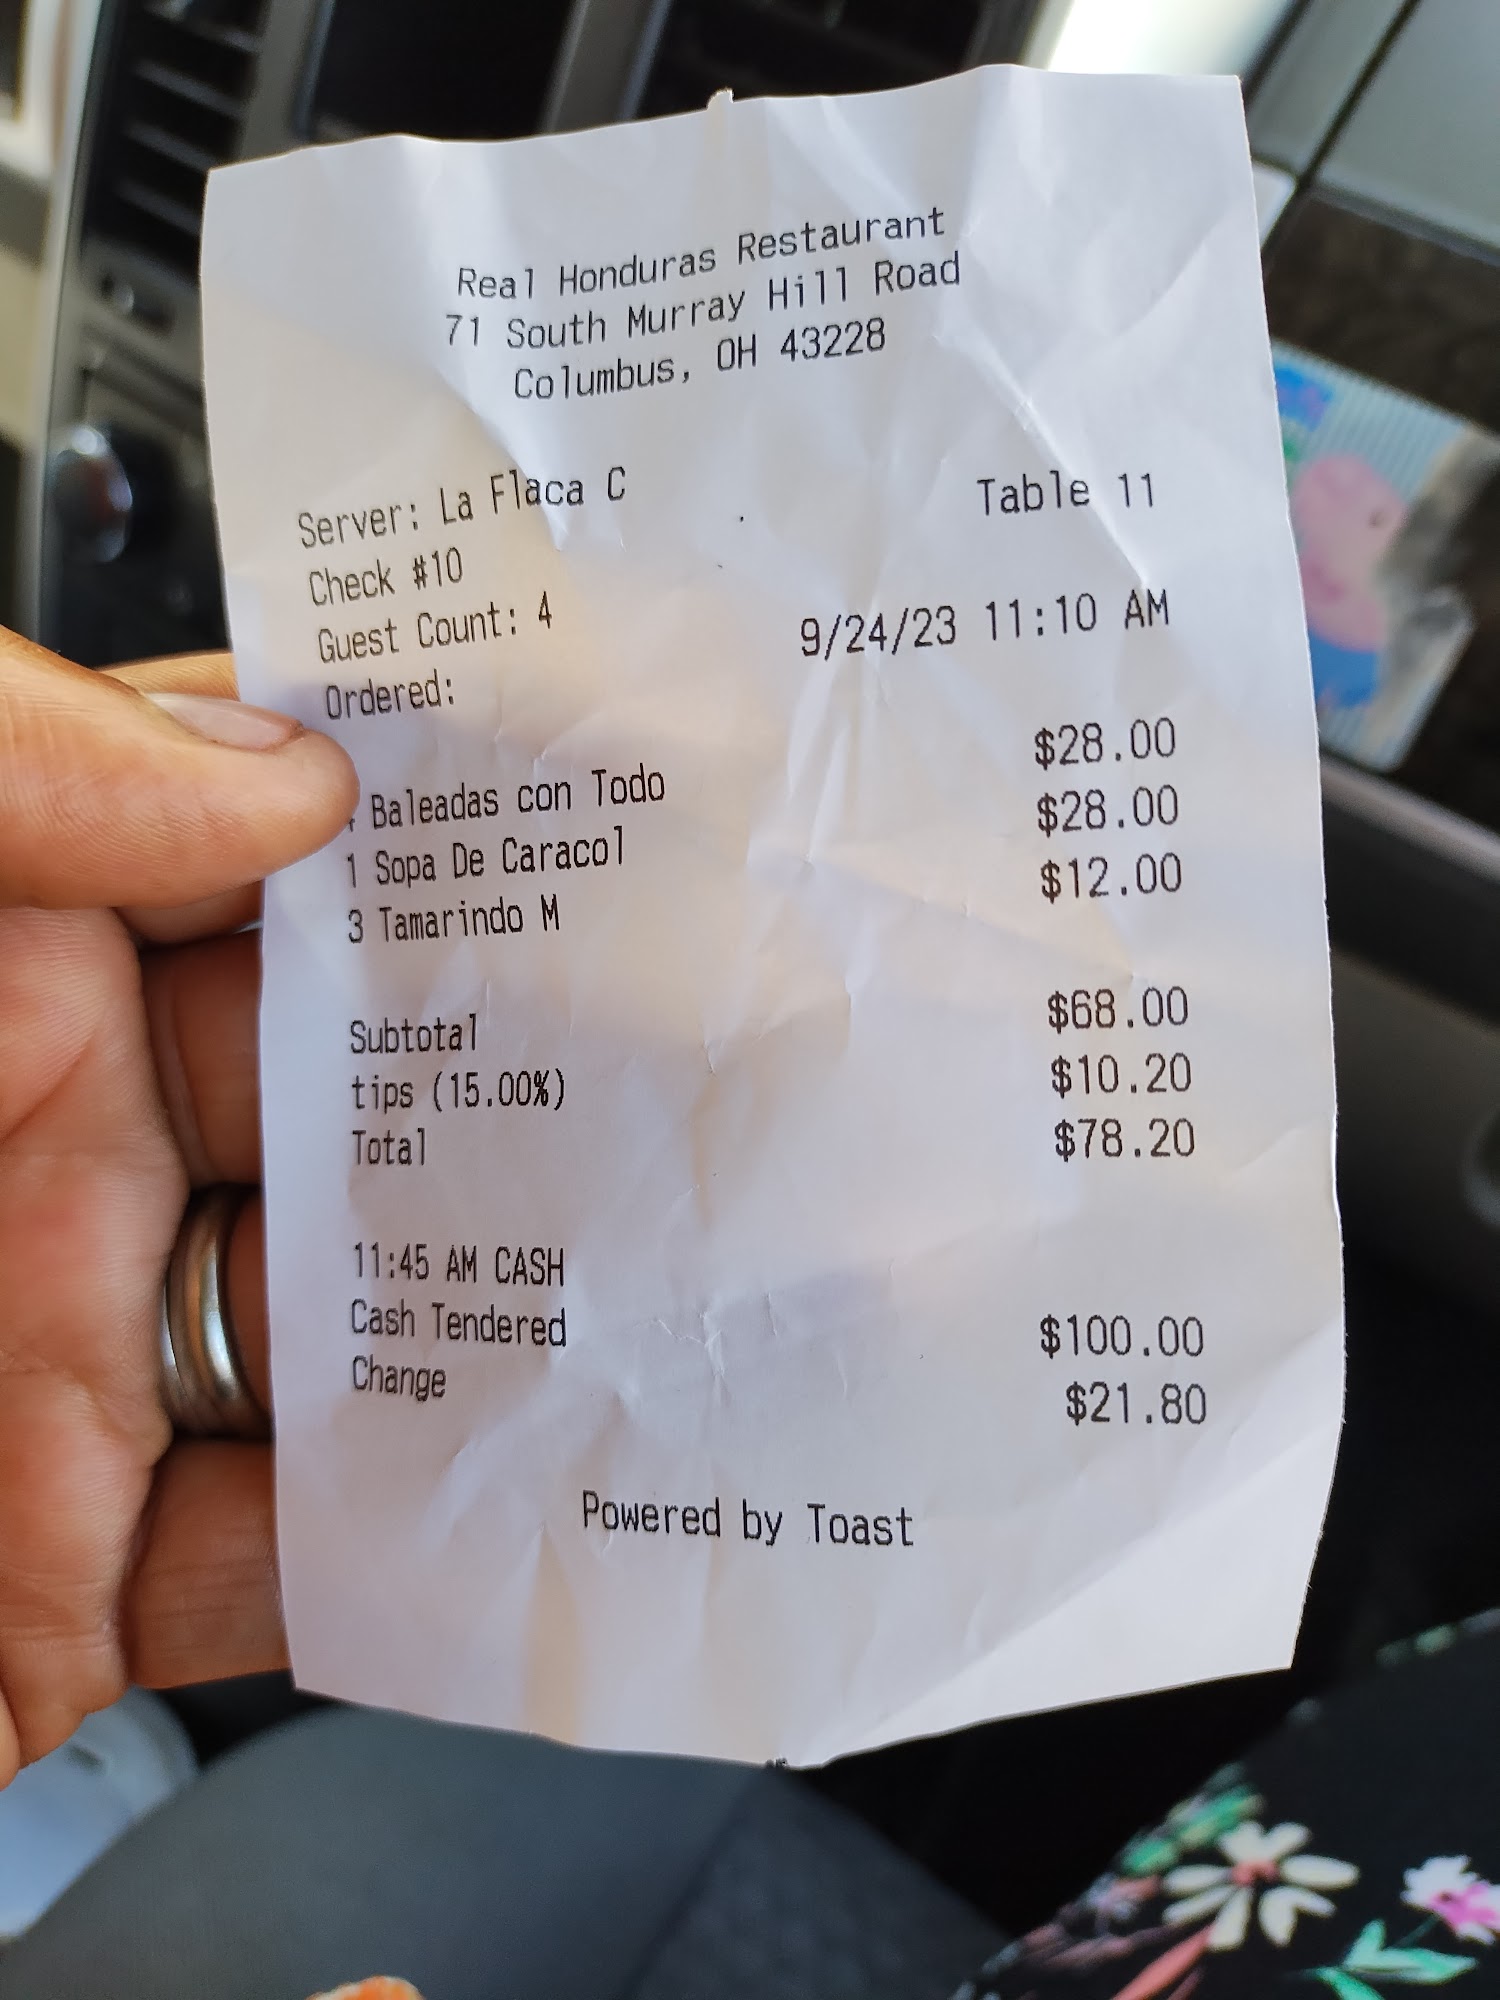 Real Honduras Restaurant
71 South Murray Hill Road
Columbus, OH 43228
Server: La Flaca C
Table 11
Check #10
Guest Count: 4
Ordered:
9/24/23 11:10 AM
Baleadas con Todo $28.00
1 Sopa De Caracol $28.00
3 Tamarindo M $12.00
Subtotal $68.00
tips (15.00%) $10.20
Total $78.20
11:45 AM CASH
Cash Tendered $100.00
Change $21.80
Powered by Toast